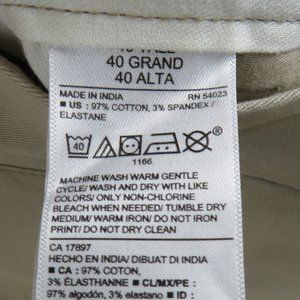 40 TALL
40 GRAND
40 ALTA
MADE IN INDIA RN 54023
■ US : 97% COTTON, 3% SPANDEX /
ELASTANE
40
1166
MACHINE WASH WARM GENTLE
CYCLE/ WASH AND DRY WITH LIKE
COLORS/ ONLY NON-CHLORINE
BLEACH WHEN NEEDED/ TUMBLE DRY
MEDIUM/ WARM IRON/ DO NOT IRON
PRINT/ DO NOT DRY CLEAN
CA 17897
HECHO EN INDIA/ DIBUAT DI INDIA
■ CA : 97% COTON,
3% ÉLASTHANNE ■ CL/MX/PE :
97% algodón, 3% elastano ■ ID :